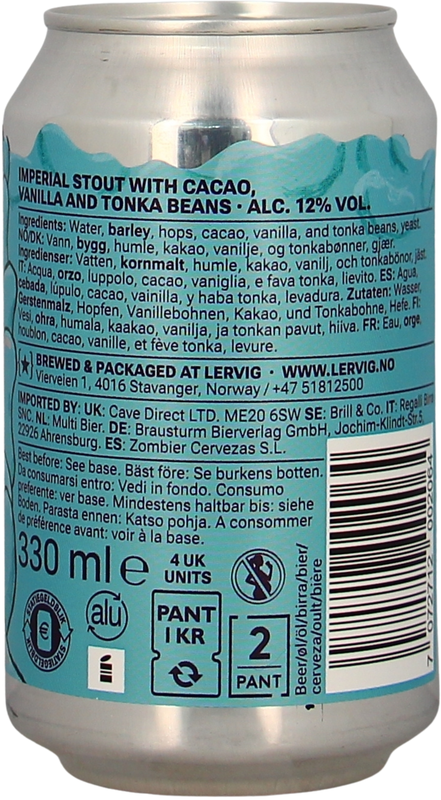 IMPERIAL STOUT WITH CACAO,
VANILLA AND TONKA BEANS · ALC. 12% VOL.
Ingredients: Water, barley, hops, cacao, vanilla, and tonka beans, yeast.
NO/DK: Vann, bygg, humle, kakao, vanilje, og tonkabønner, gjær.
Ingredienser: Vatten, kornmalt, humle, kakao, vanilj, och tonkabönor, jäst.
IT: Acqua, orzo, luppolo, cacao, vaniglia, e fava tonka, lievito. ES: Agua,
cebada, lúpulo, cacao, vainilla, y haba tonka, levadura. Zutaten: Wasser,
Gerstenmalz, Hopfen, Vanillebohnen, Kakao, und Tonkabohne, Hefe. FI:
Vesi, ohra, humala, kaakao, vanilja, ja tonkan pavut, hiiva. FR: Eau, orge,
houblon, cacao, vanille, et fève tonka, levure.
BREWED & PACKAGED AT LERVIG · WWW.LERVIG.NO
Vierveien 1, 4016 Stavanger, Norway / +47 51812500
IMPORTED BY: UK: Cave Direct LTD. ME20 6SW SE: Brill & Co. IT: Regalli
SNC. NL: Multi Bier. DE: Brausturm Bierverlag GmbH, Jochim-Klindt-Str.5,
22926 Ahrensburg. ES: Zombier Cervezas S.L.
Best before: See base. Bäst före: Se burkens botten.
Da consumarsi entro: Vedi in fondo. Consumo
preferente: ver base. Mindestens haltbar bis: siehe
Boden. Parasta ennen: Katso pohja. A consommer
de préférence avant: voir à la base.
330 ml e
4 UK
UNITS
STATIEGELDBLIK
€
STATIEGELDBLIK
alu
PANT
1 KR
2
PANT
Beer/øl/öl/birra/bier/
cerveza/oult/bière